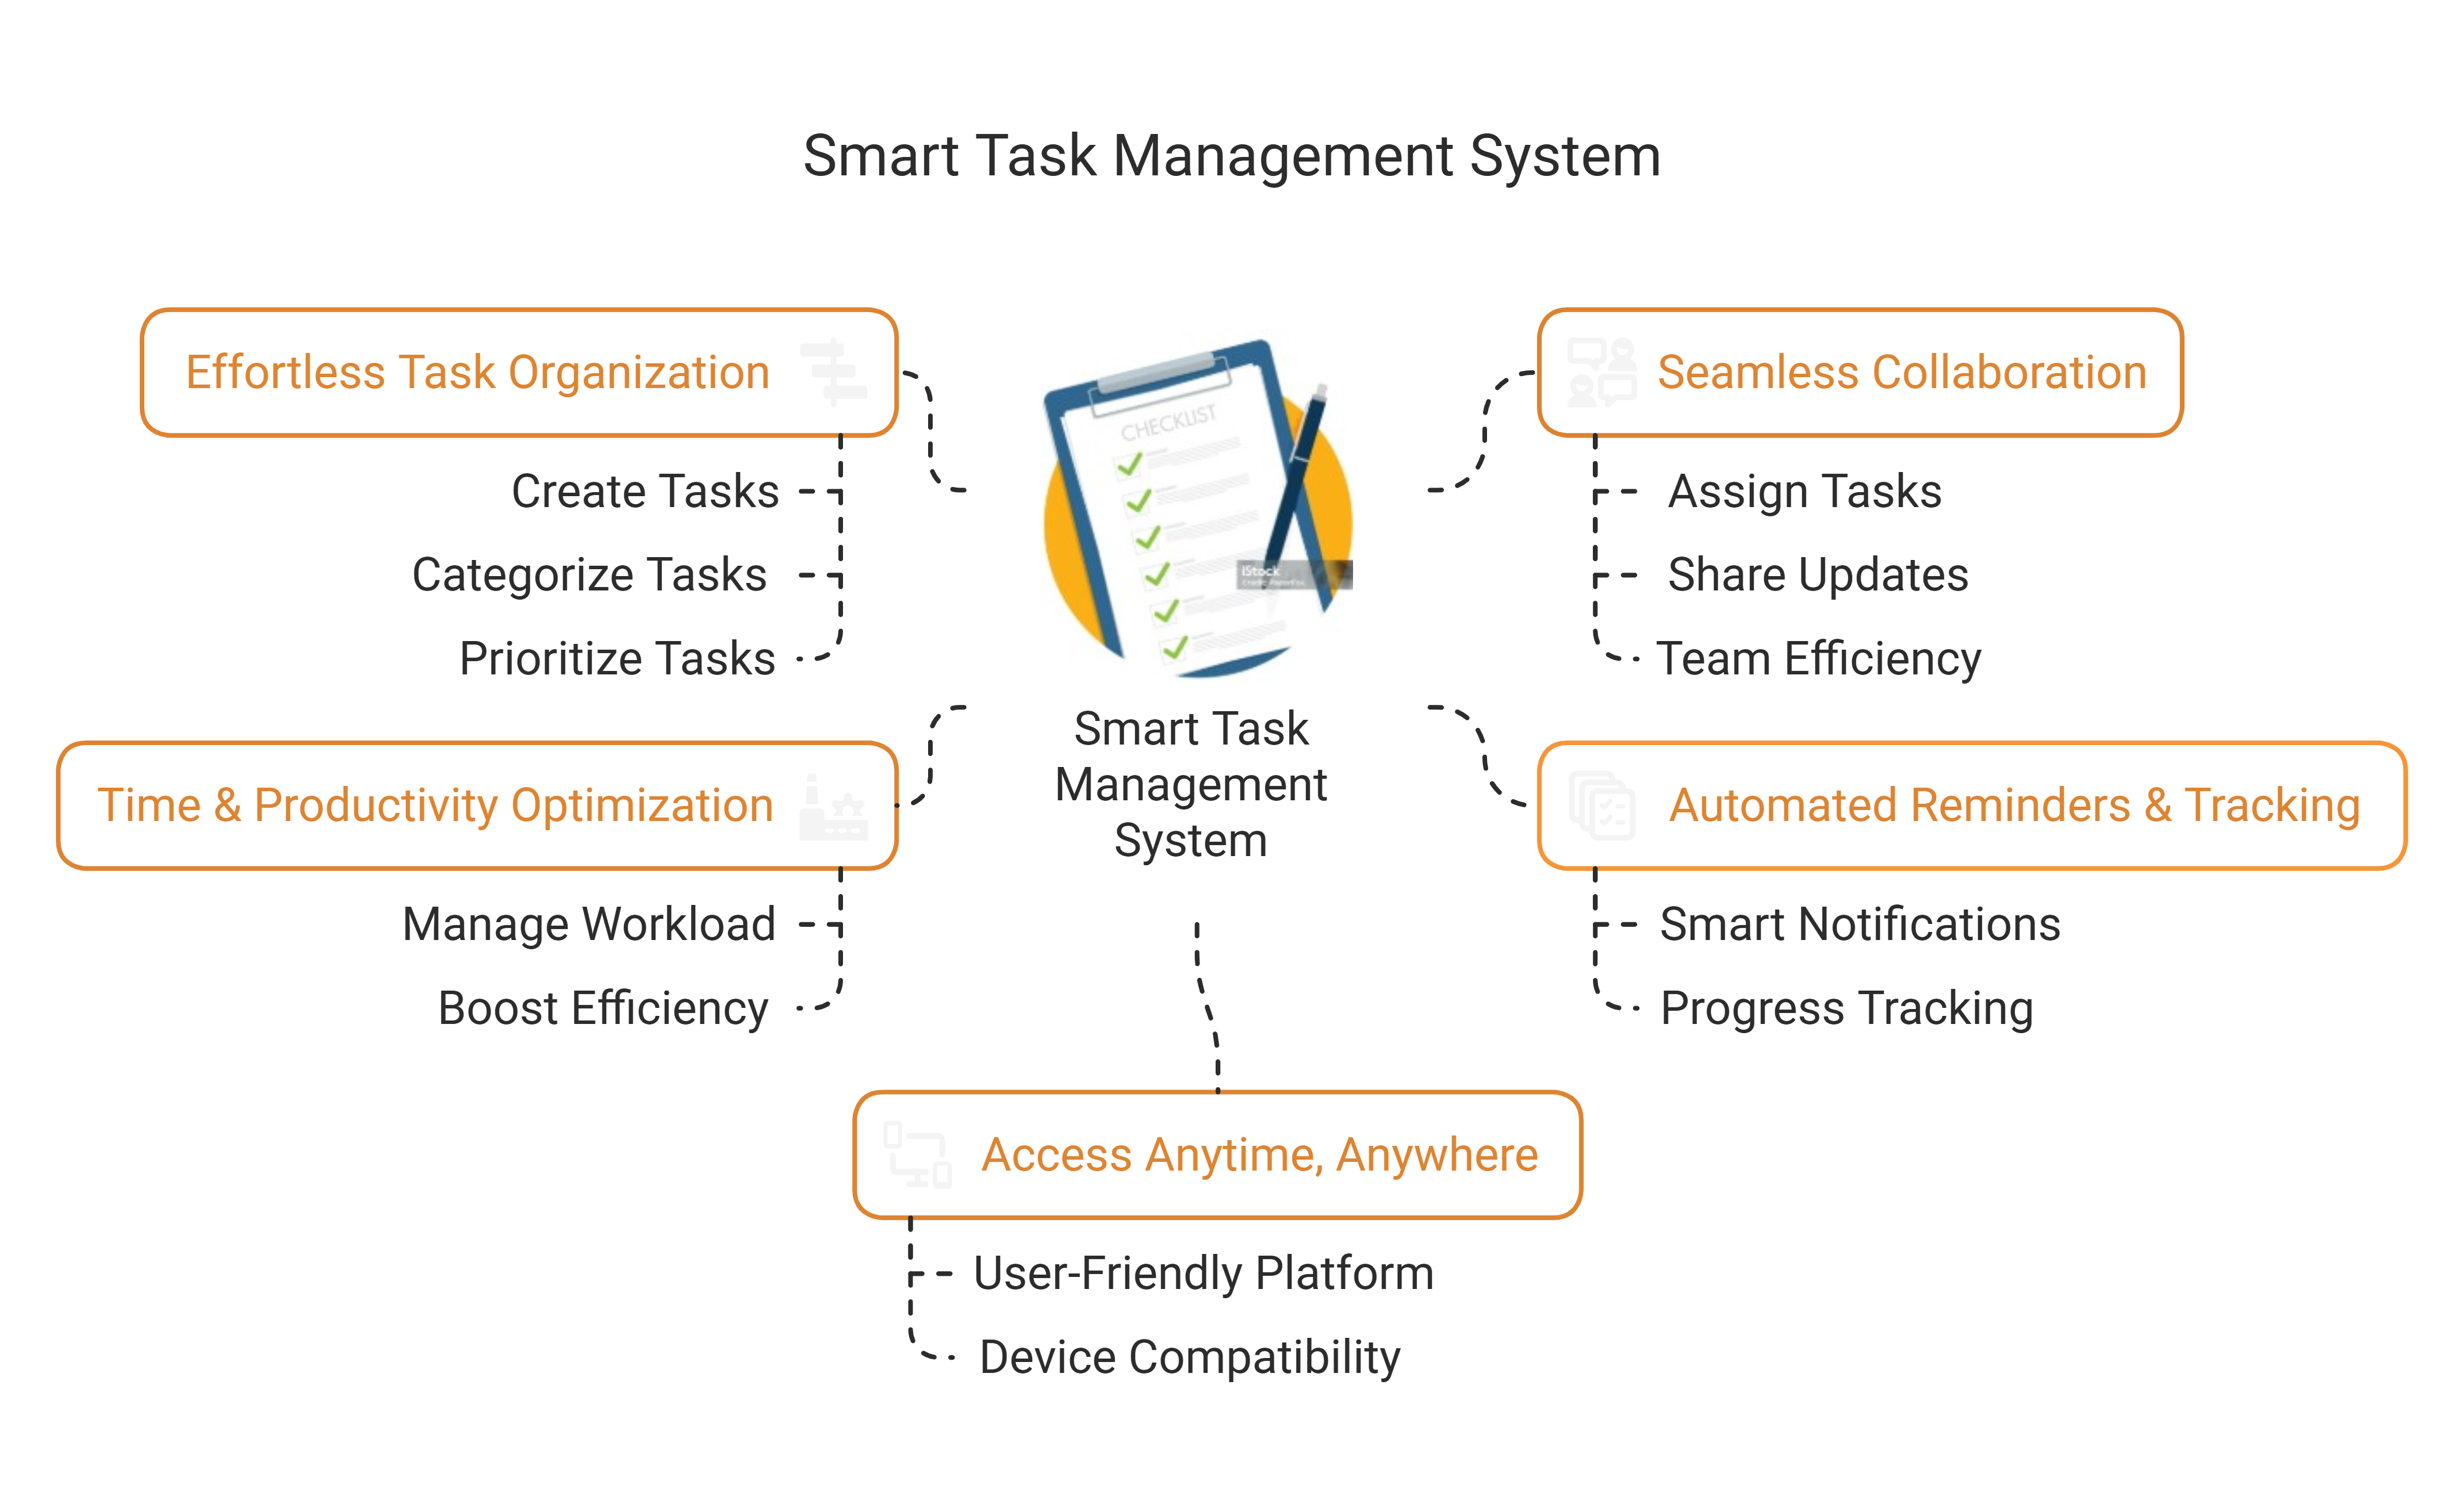 Smart Task Management System
Effortless Task Organization
Create Tasks
Categorize Tasks
Prioritize Tasks
Time & Productivity Optimization
Manage Workload
Boost Efficiency
CHECKLIST
iStock
Smart Task
Management
System
Seamless Collaboration
Assign Tasks
Share Updates
Team Efficiency
Automated Reminders & Tracking
Smart Notifications
Progress Tracking
Access Anytime, Anywhere
User-Friendly Platform
Device Compatibility